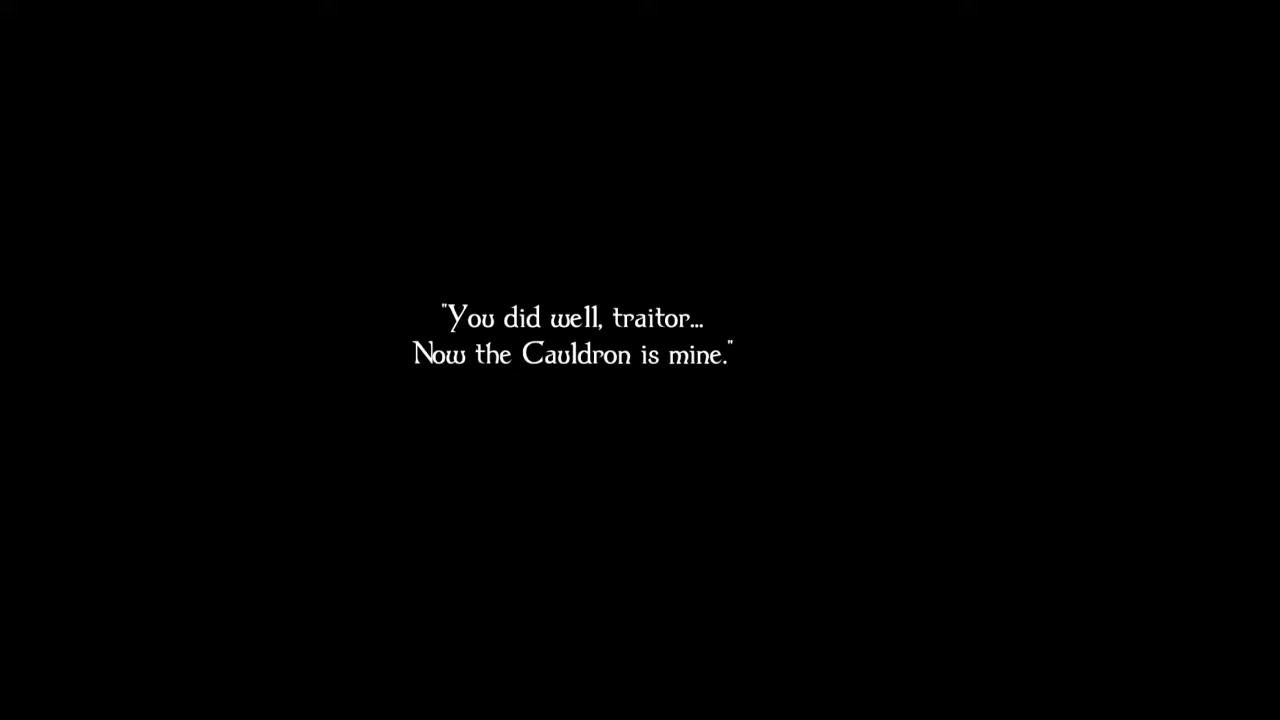 "You did well, traitor...
Now the Cauldron is mine."